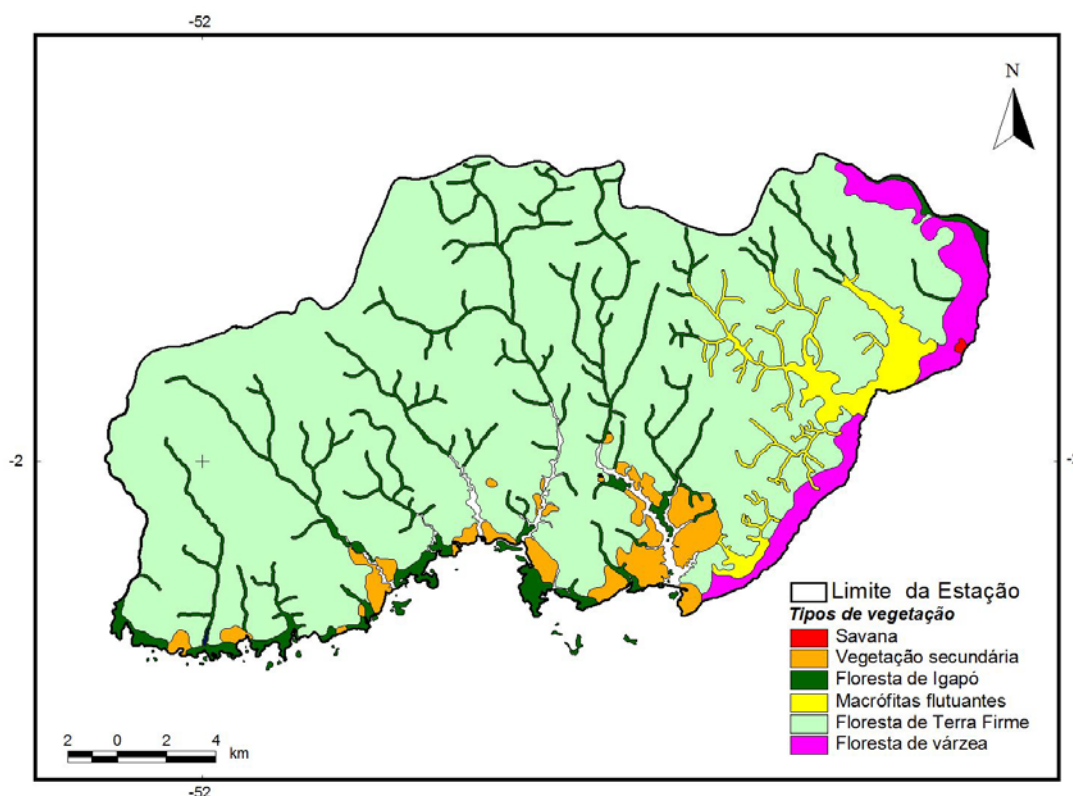 -52
N
-2
-2
Limite da Estação
Tipos de vegetação
Savana
Vegetação secundária
Floresta de Igapó
Macrófitas flutuantes
Floresta de Terra Firme
Floresta de várzea
2 0 2 4
km
-52